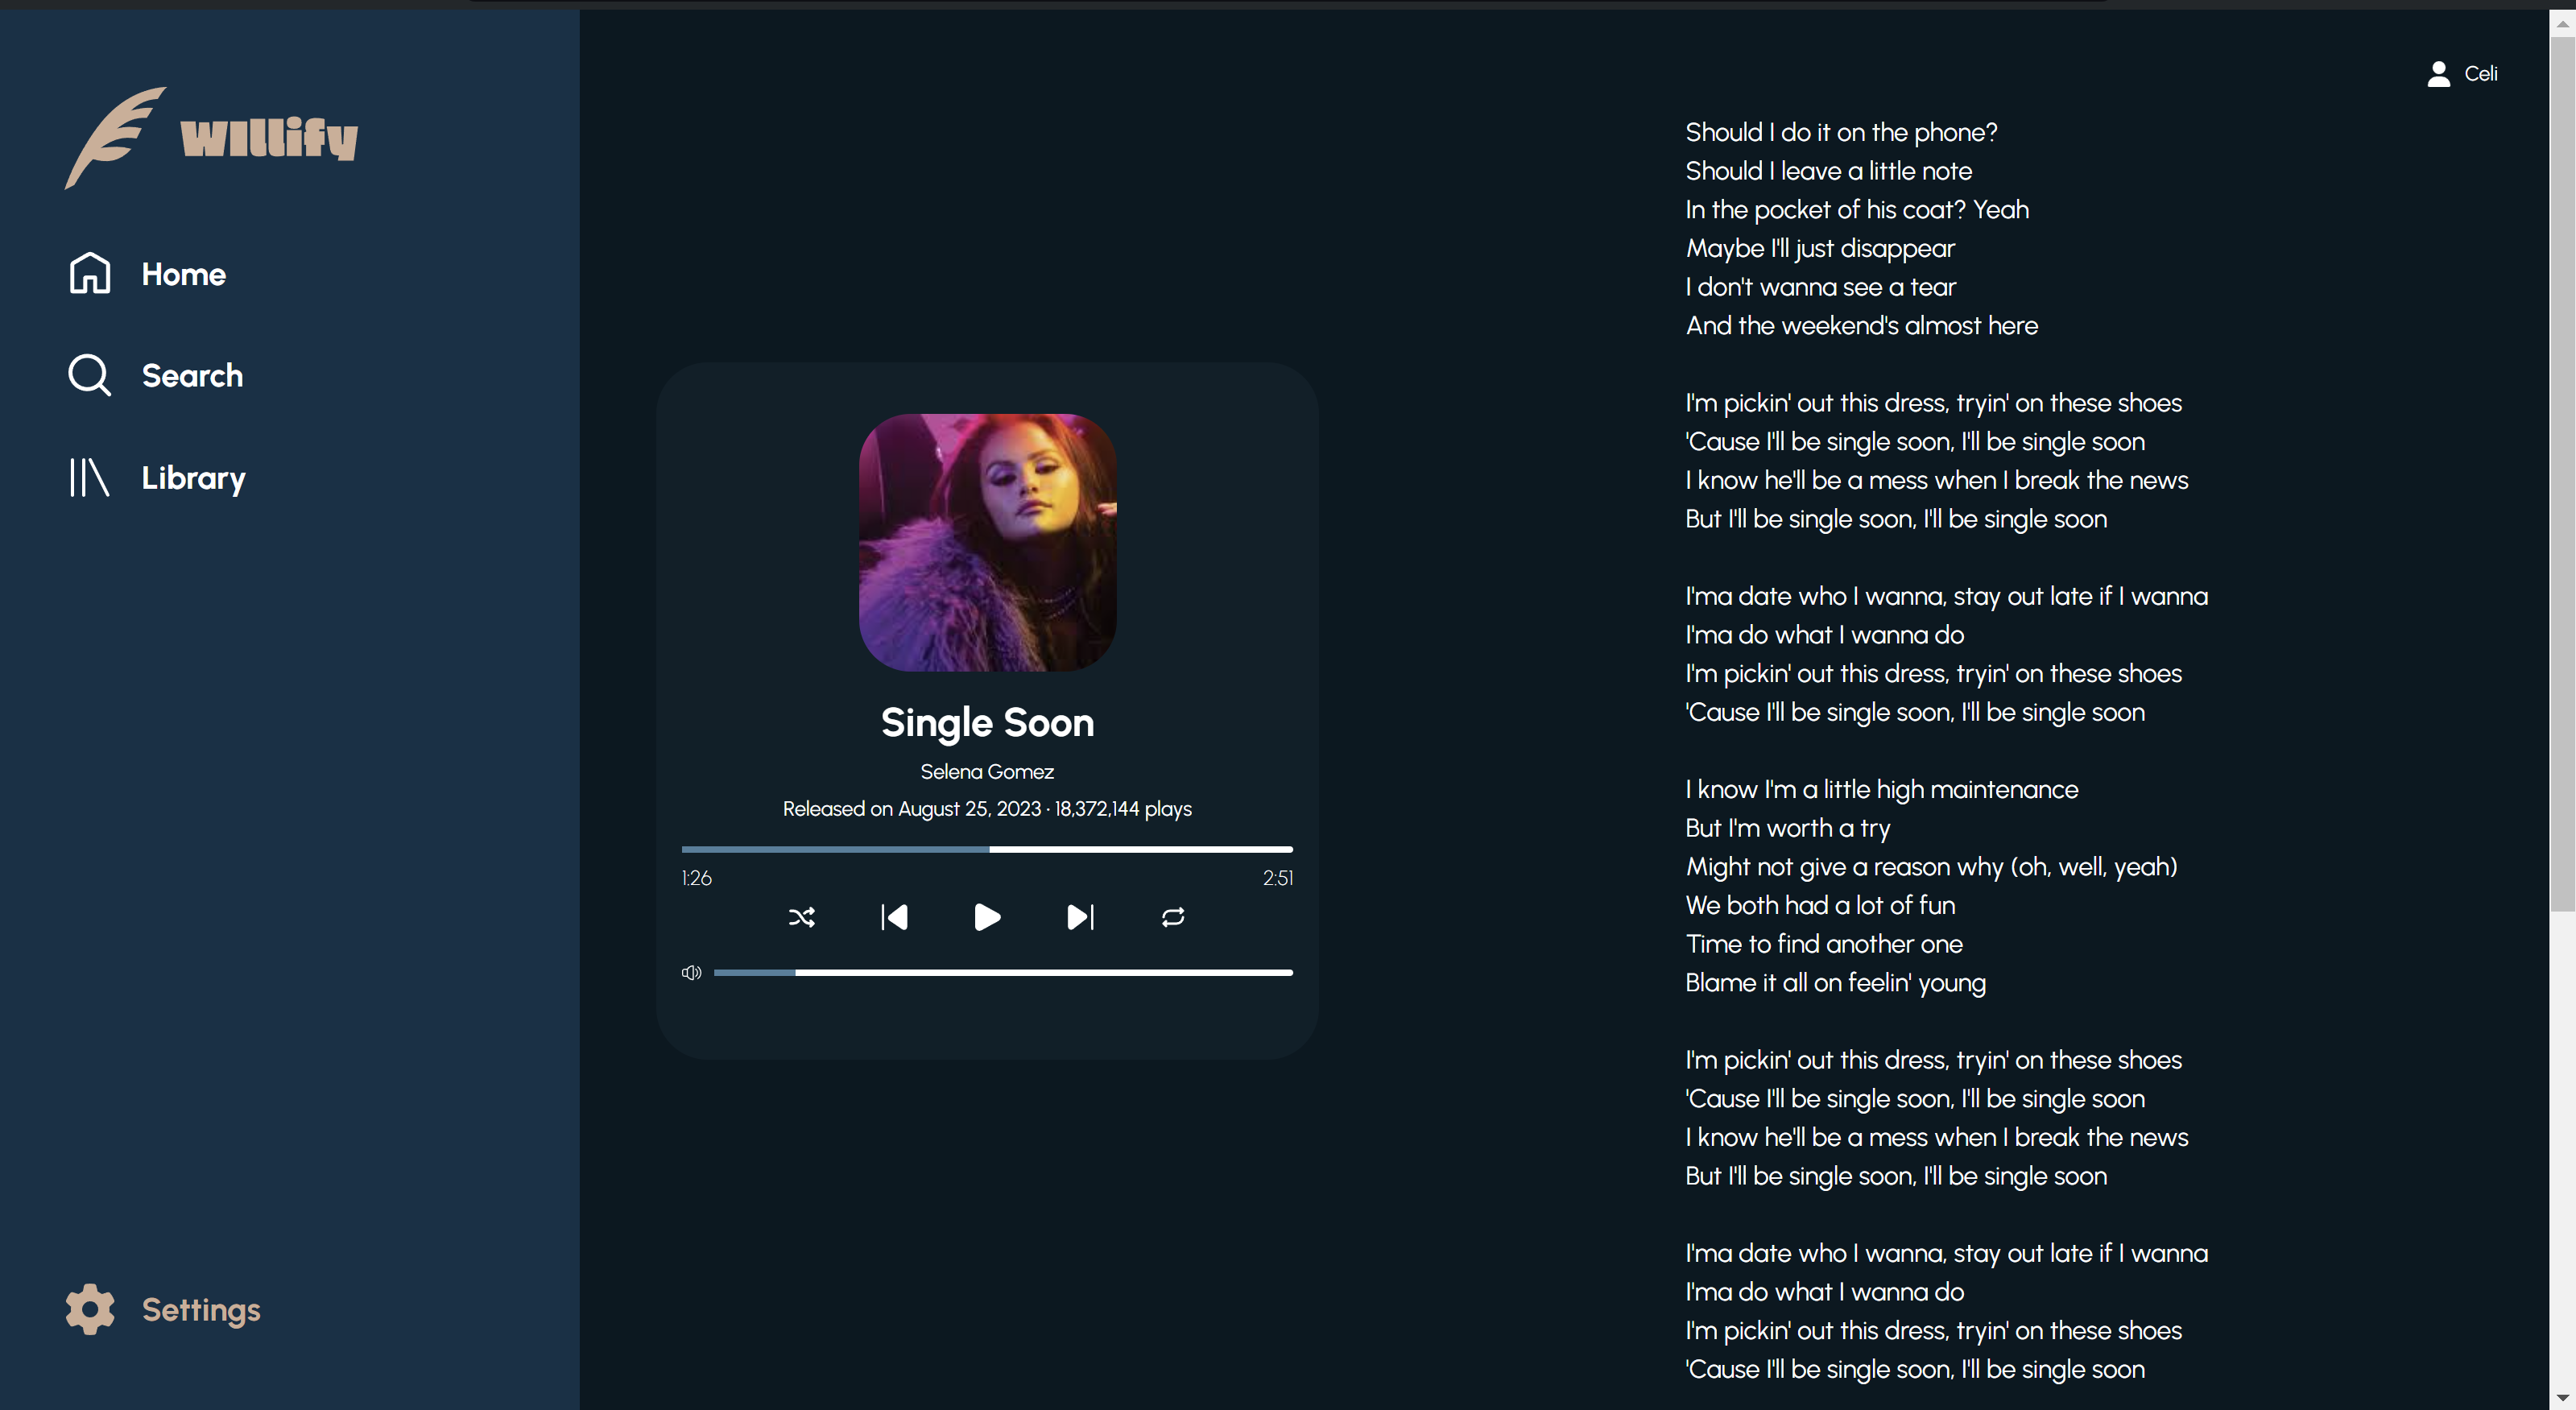 Willify
Home
Search
Library
Settings
Single Soon
Selena Gomez
Released on August 25, 2023 · 18,372,144 plays
1:26
2:51
Celi
Should I do it on the phone?
Should I leave a little note
In the pocket of his coat? Yeah
Maybe I'll just disappear
I don't wanna see a tear
And the weekend's almost here
I'm pickin' out this dress, tryin' on these shoes
'Cause I'll be single soon, I'll be single soon
I know he'll be a mess when I break the news
But I'll be single soon, I'll be single soon
I'ma date who I wanna, stay out late if I wanna
I'ma do what I wanna do
I'm pickin' out this dress, tryin' on these shoes
'Cause I'll be single soon, I'll be single soon
I know I'm a little high maintenance
But I'm worth a try
Might not give a reason why (oh, well, yeah)
We both had a lot of fun
Time to find another one
Blame it all on feelin' young
I'm pickin' out this dress, tryin' on these shoes
'Cause I'll be single soon, I'll be single soon
I know he'll be a mess when I break the news
But I'll be single soon, I'll be single soon
I'ma date who I wanna, stay out late if I wanna
I'ma do what I wanna do
I'm pickin' out this dress, tryin' on these shoes
'Cause I'll be single soon, I'll be single soon